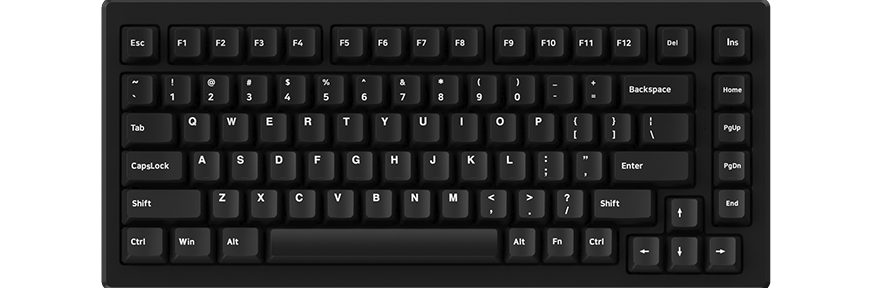 Esc F1 F2 F3 F4 F5 F6 F7 F8 F9 F10 F11 F12 Del Ins
~ ! @ # $ % ^ & * ( ) _ +
` 1 2 3 4 5 6 7 8 9 0 - = Backspace Home
Tab Q W E R T Y U I O P { } ¦ PgUp
[ ] \
CapsLock A S D F G H J K L : " Enter PgDn
; ,
Shift Z X C V B N M < > ? Shift End
, . / ↑
Ctrl Win Alt Alt Fn Ctrl ← ↓ →